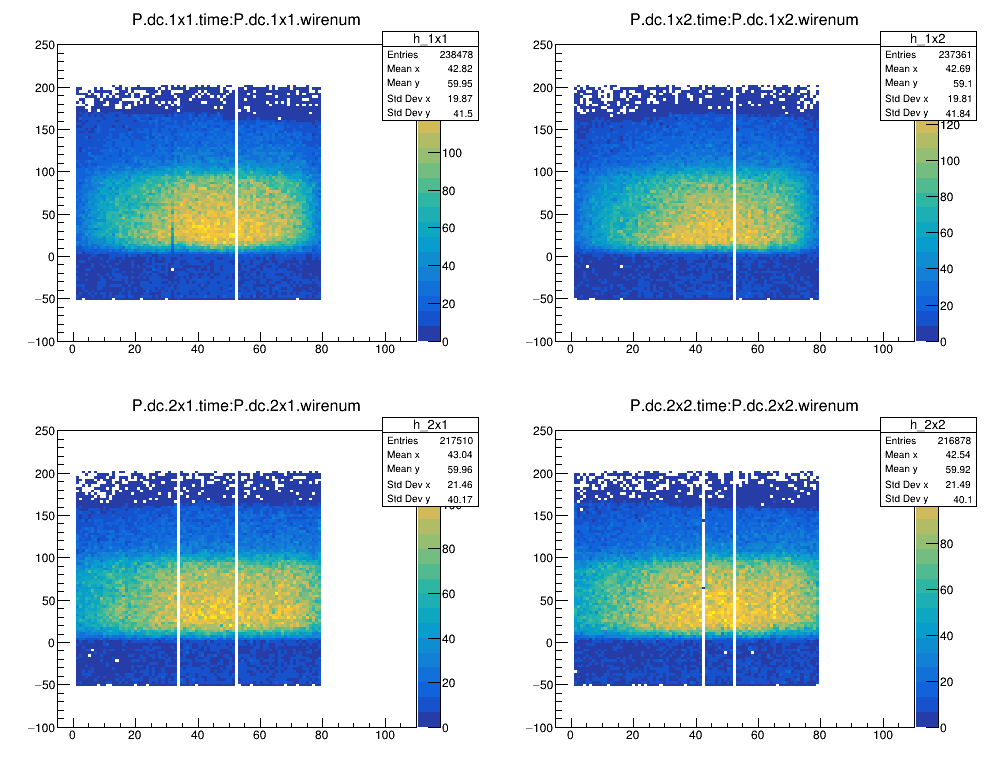 P.dc.1x1.time:P.dc.1x1.wirenum
h_1x1
Entries 238478
Mean x 42.82
Mean y 59.95
Std Dev x 19.87
Std Dev y 41.5
250
200
150
100
50
0
−50
−100
0 20 40 60 80 100
100
80
60
40
20
0
P.dc.1x2.time:P.dc.1x2.wirenum
h_1x2
Entries 237361
Mean x 42.69
Mean y 59.1
Std Dev x 19.81
Std Dev y 41.84
250
200
150
100
50
0
−50
−100
0 20 40 60 80 100
120
100
80
60
40
20
0
P.dc.2x1.time:P.dc.2x1.wirenum
h_2x1
Entries 217510
Mean x 43.04
Mean y 59.96
Std Dev x 21.46
Std Dev y 40.17
250
200
150
100
50
0
−50
−100
0 20 40 60 80 100
80
60
40
20
0
P.dc.2x2.time:P.dc.2x2.wirenum
h_2x2
Entries 216878
Mean x 42.54
Mean y 59.92
Std Dev x 21.49
Std Dev y 40.1
250
200
150
100
50
0
−50
−100
0 20 40 60 80 100
80
60
40
20
0